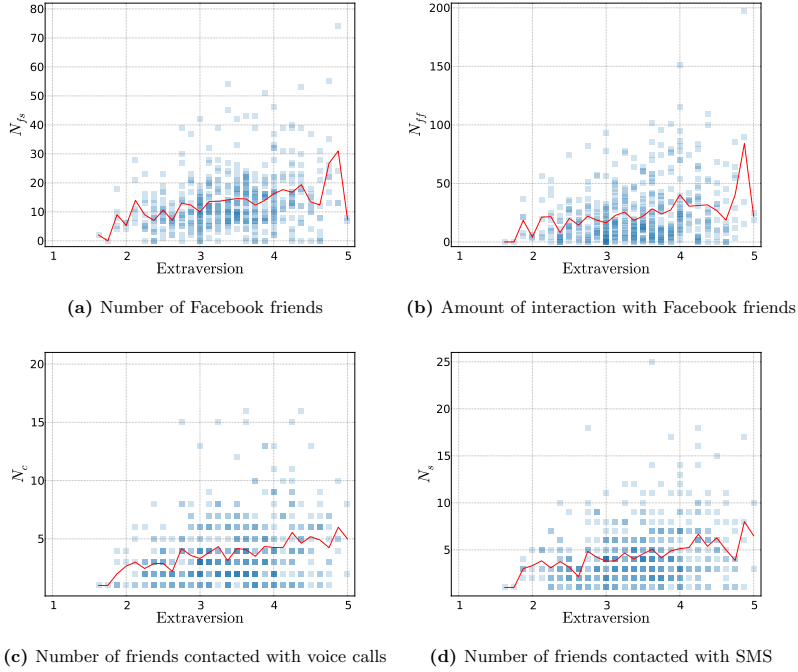 80
70
60
50
40
30
20
10
0
N_fs
1 2 3 4 5
Extraversion
(a) Number of Facebook friends
200
150
100
50
0
N_ff
1 2 3 4 5
Extraversion
(b) Amount of interaction with Facebook friends
20
15
10
5
N_c
1 2 3 4 5
Extraversion
(c) Number of friends contacted with voice calls
25
20
15
10
5
N_s
1 2 3 4 5
Extraversion
(d) Number of friends contacted with SMS